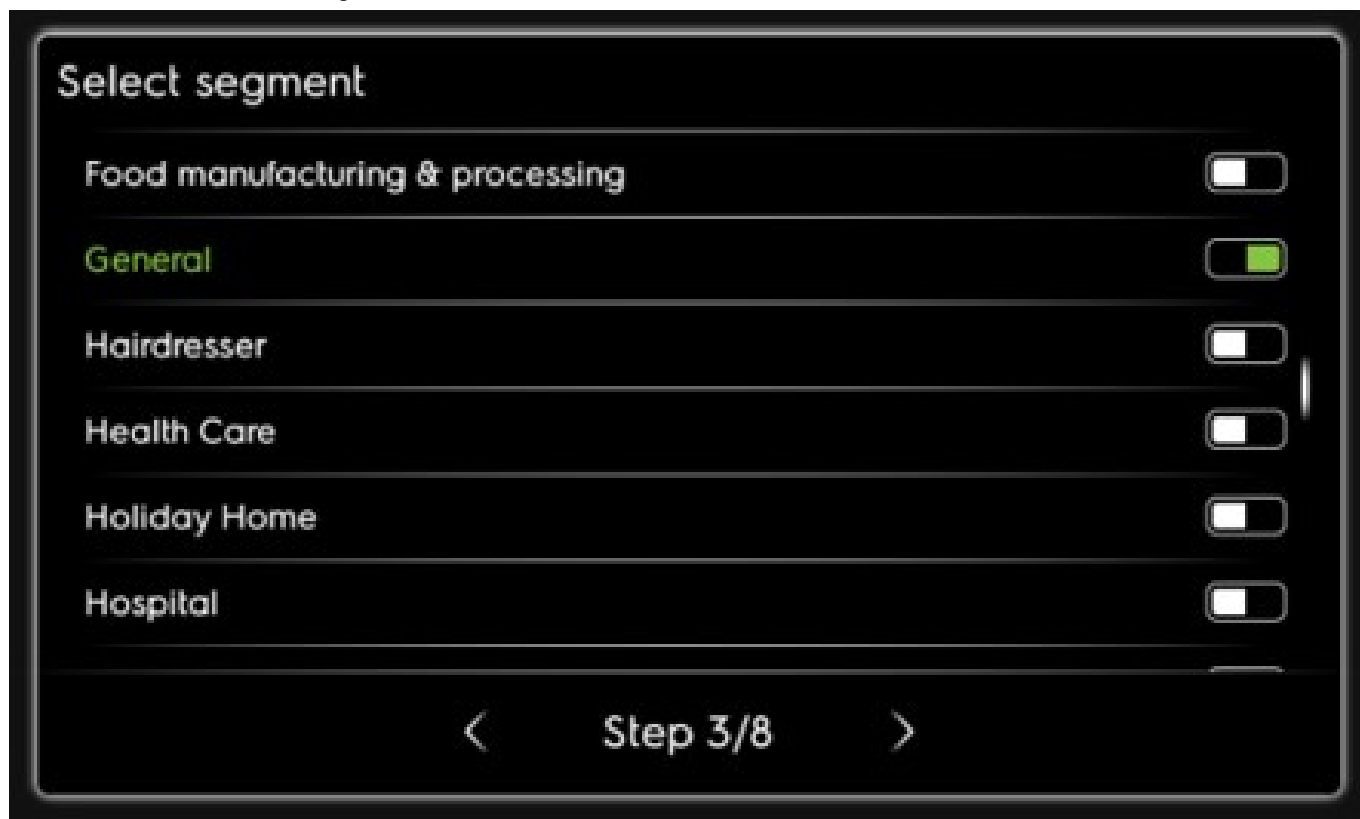 Select segment
Food manufacturing & processing
General
Hairdresser
Health Care
Holiday Home
Hospital
< Step 3/8 >